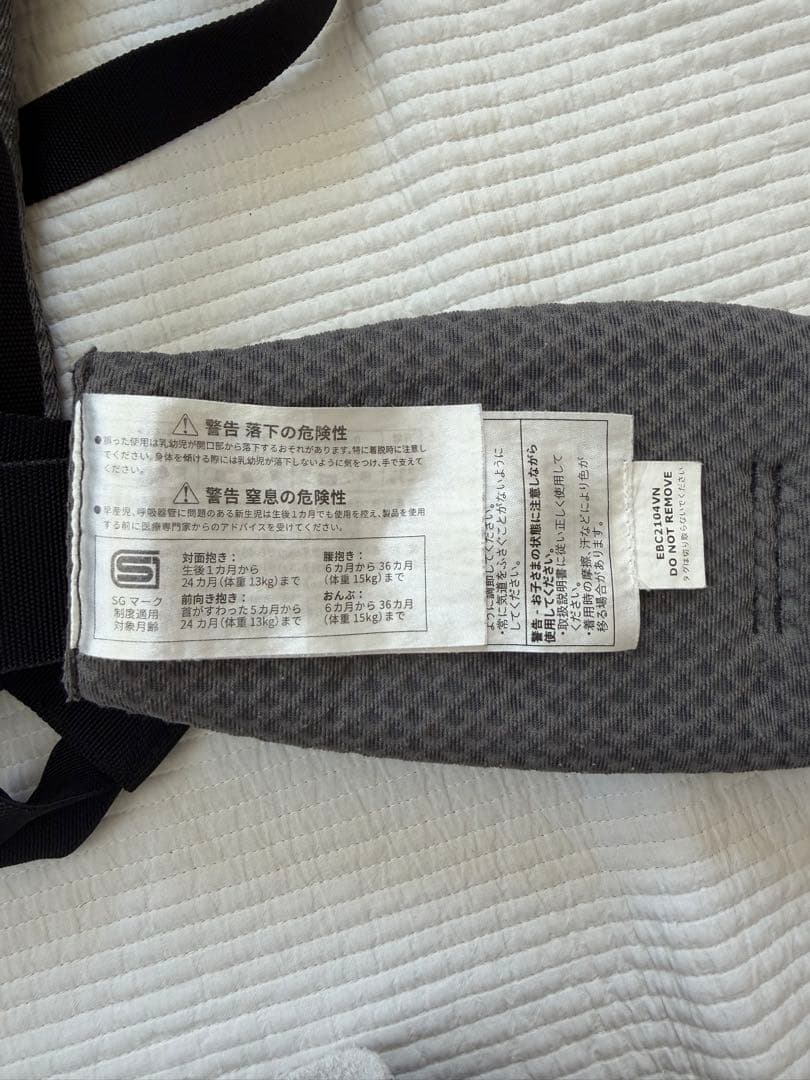 警告 落下の危険性
●誤った使用は乳幼児が開口部から落下するおそれがあります。特に着脱時に注意し
てください。身体を傾ける際には乳幼児が落下しないように気をつけ、手で支えて
ください。
警告 窒息の危険性
●早産児、呼吸器管に問題のある新生児は生後1カ月でも使用を控え、製品を使用
する前に医療専門家からのアドバイスを受けてください。
SGマーク
制度適用
対象月齢
対面抱き：
生後1カ月から
24カ月（体重13kg）まで
前向き抱き：
首がすわった5カ月から
24カ月（体重13kg）まで
腰抱き：
6カ月から36カ月
（体重15kg）まで
おんぶ：
6カ月から36カ月
（体重15kg）まで
ように調節してください。
・常に気道をふさぐことがないように
してください。
警告 - お子さまの状態に注意しながら
使用してください。
・取扱説明書に従い正しく使用して
ください。
・着用時の摩擦、汗などにより色が
移る場合があります。
EBC2104VN
DO NOT REMOVE
タグは切り取らないでください